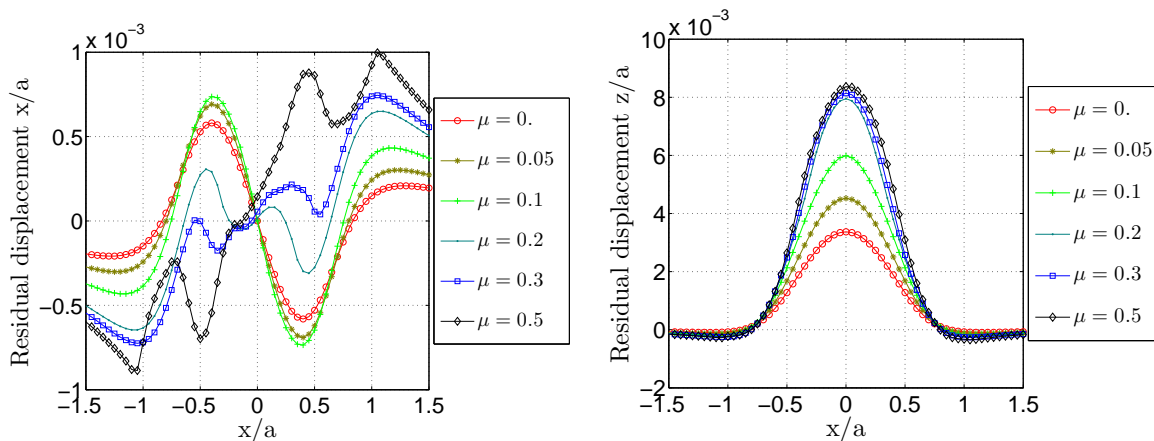 x 10⁻³
1
0.5
0
−0.5
−1
−1.5
−1
−0.5
0
0.5
1
1.5
x/a
Residual displacement x/a
μ = 0.
μ = 0.05
μ = 0.1
μ = 0.2
μ = 0.3
μ = 0.5
x 10⁻³
10
8
6
4
2
0
−2
−1.5
−1
−0.5
0
0.5
1
1.5
x/a
Residual displacement z/a
μ = 0.
μ = 0.05
μ = 0.1
μ = 0.2
μ = 0.3
μ = 0.5